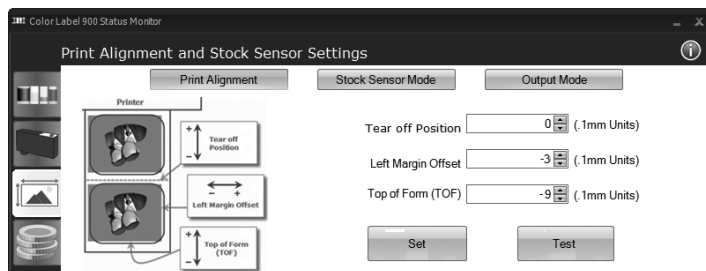 Color Label 900 Status Monitor
Print Alignment and Stock Sensor Settings
Print Alignment
Stock Sensor Mode
Output Mode
Printer
+
-
Tear off
Position
- +
Left Margin Offset
+
-
Top of Form
(TOF)
Tear off Position 0 (.1mm Units)
Left Margin Offset -3 (.1mm Units)
Top of Form (TOF) -9 (.1mm Units)
Set
Test